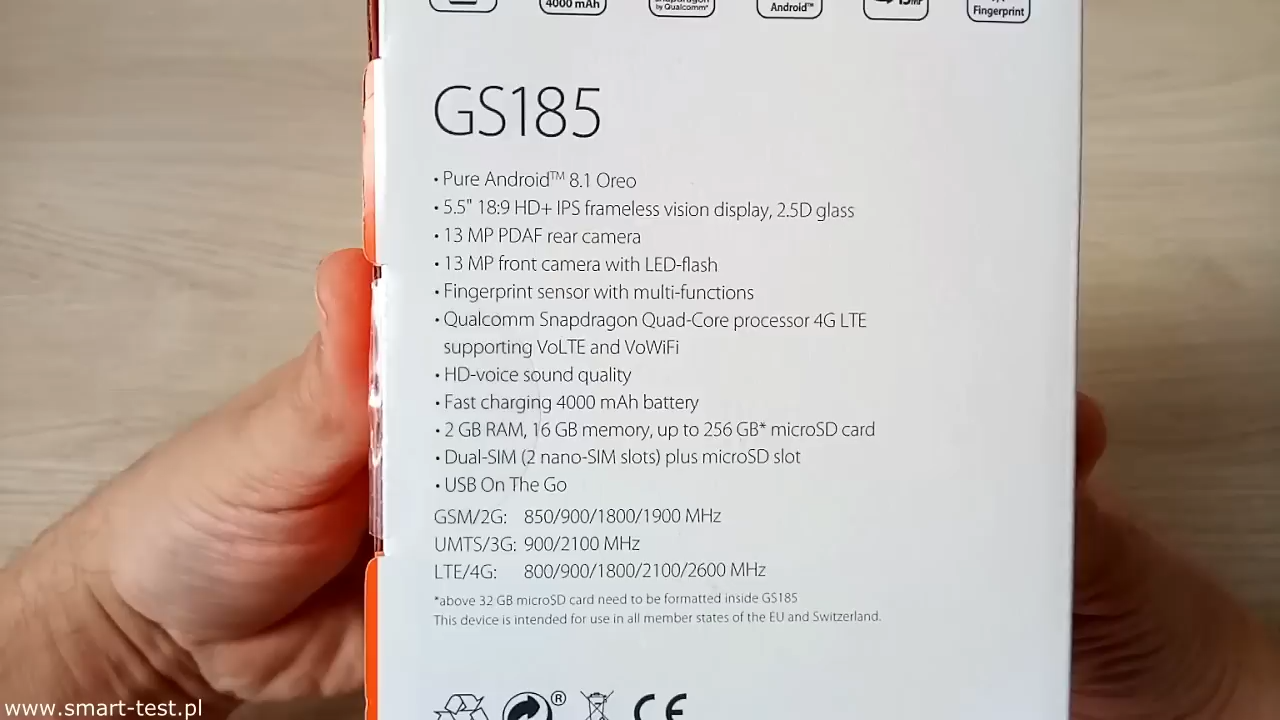 4000 mAh
by Qualcomm®
Android™
Fingerprint
GS185
• Pure Android™ 8.1 Oreo
• 5.5" 18:9 HD+ IPS frameless vision display, 2.5D glass
• 13 MP PDAF rear camera
• 13 MP front camera with LED-flash
• Fingerprint sensor with multi-functions
• Qualcomm Snapdragon Quad-Core processor 4G LTE
supporting VoLTE and VoWiFi
• HD-voice sound quality
• Fast charging 4000 mAh battery
• 2 GB RAM, 16 GB memory, up to 256 GB* microSD card
• Dual-SIM (2 nano-SIM slots) plus microSD slot
• USB On The Go
GSM/2G: 850/900/1800/1900 MHz
UMTS/3G: 900/2100 MHz
LTE/4G: 800/900/1800/2100/2600 MHz
*above 32 GB microSD card need to be formatted inside GS185
This device is intended for use in all member states of the EU and Switzerland.
®
CE
www.smart-test.pl